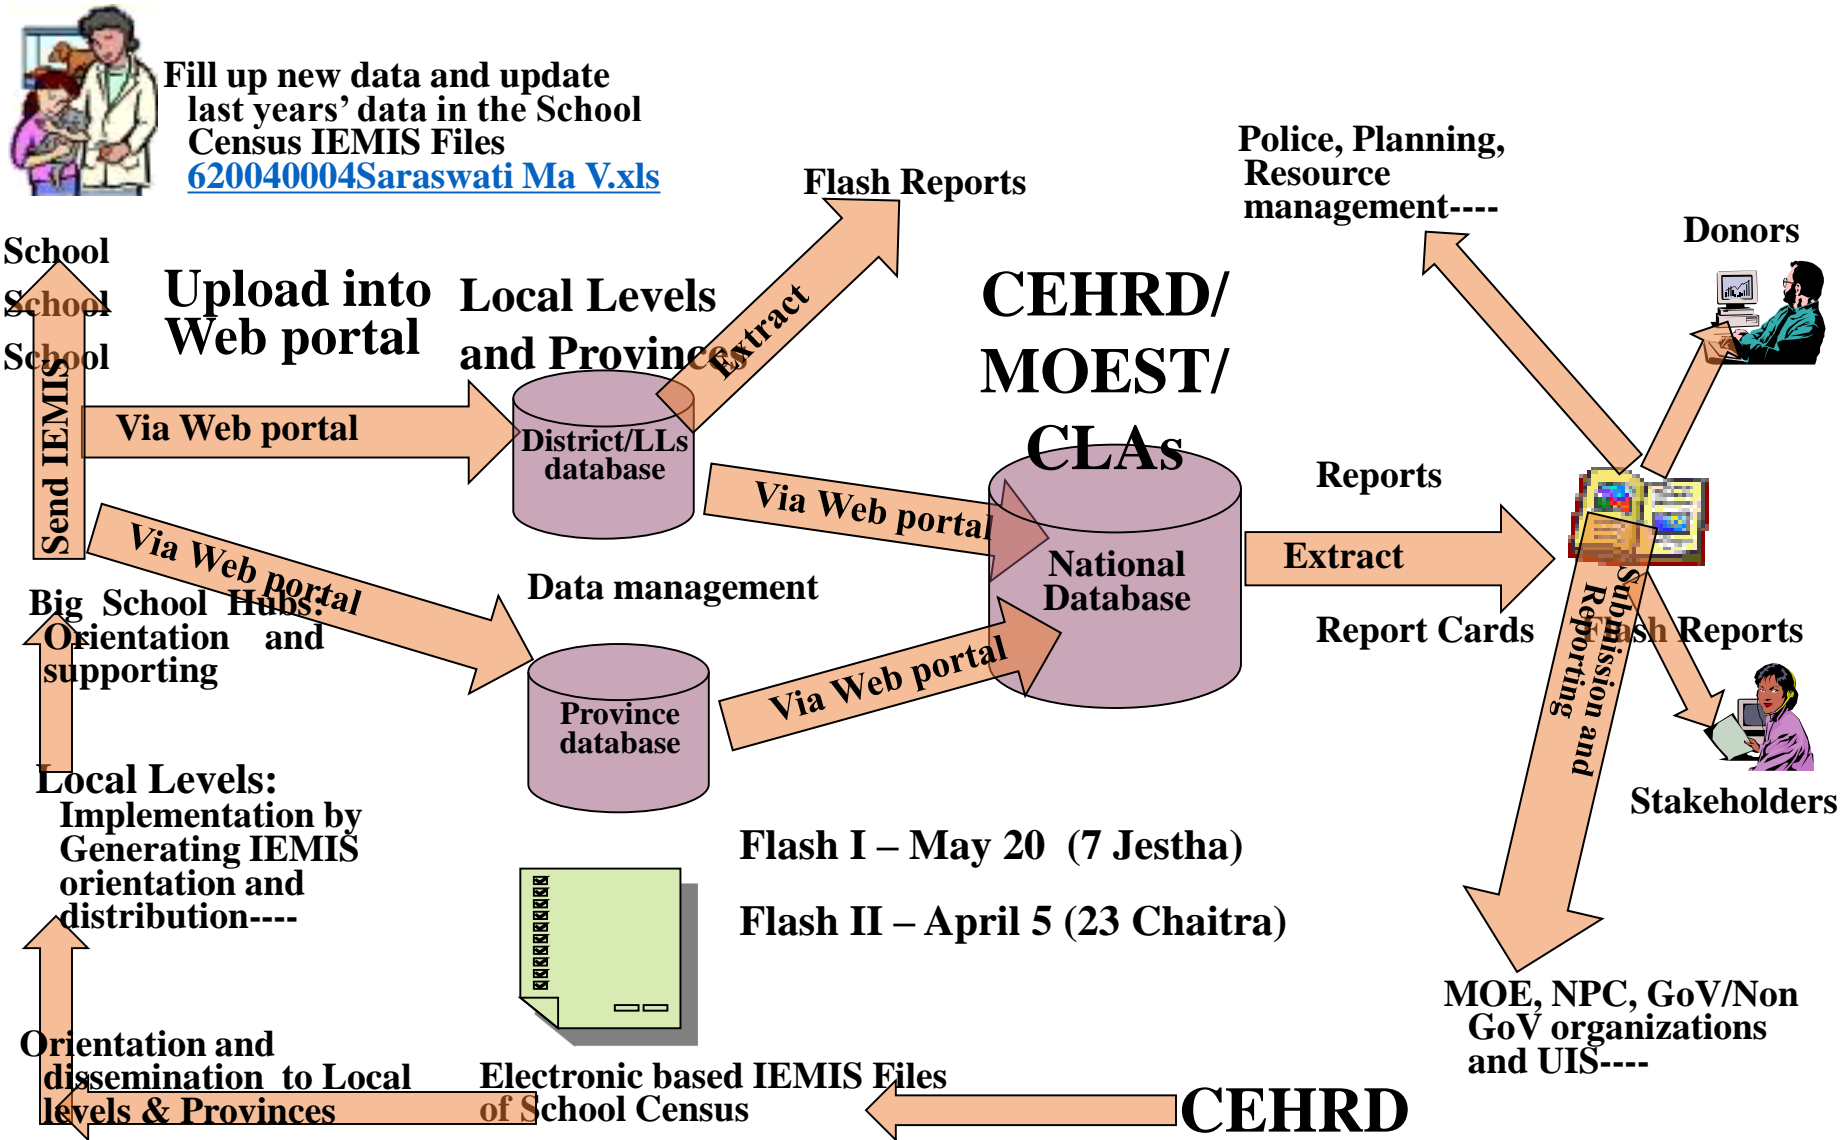 Fill up new data and update
last years’ data in the School
Census IEMIS Files
620040004Saraswati Ma V.xls
School
School
School
Send IEMIS
Upload into
Web portal
Local Levels
and Provinces
Flash Reports
Extract
Via Web portal
District/LLs
database
Via Web portal
Via Web portal
Data management
Province
database
Via Web portal
CEHRD/
MOEST/
CLAs
National
Database
Reports
Extract
Report Cards
Police, Planning,
Resource
management----
Donors
Flash Reports
Submission and
Reporting
Stakeholders
Big School Hubs:
Orientation and
supporting
Local Levels:
Implementation by
Generating IEMIS
orientation and
distribution----
Flash I – May 20 (7 Jestha)
Flash II – April 5 (23 Chaitra)
MOE, NPC, GoV/Non
GoV organizations
and UIS----
Orientation and
dissemination to Local
levels & Provinces
Electronic based IEMIS Files
of School Census
CEHRD